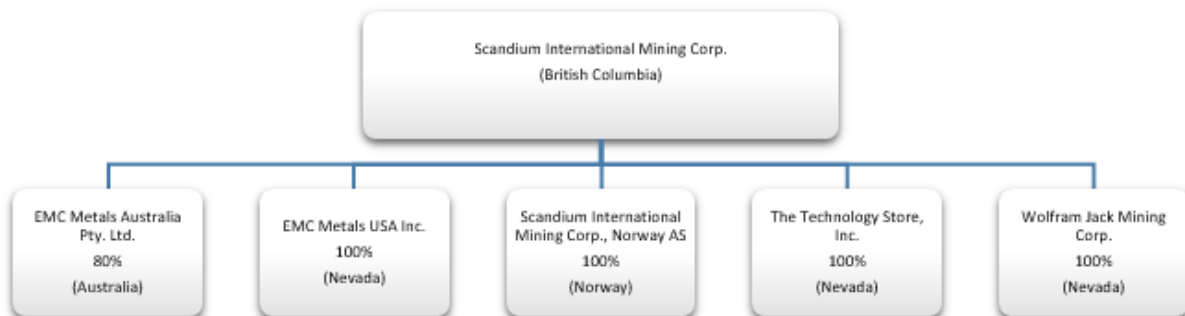 Scandium International Mining Corp.
(British Columbia)
EMC Metals Australia
Pty. Ltd.
80%
(Australia)
EMC Metals USA Inc.
100%
(Nevada)
Scandium International
Mining Corp., Norway AS
100%
(Norway)
The Technology Store,
Inc.
100%
(Nevada)
Wolfram Jack Mining
Corp.
100%
(Nevada)